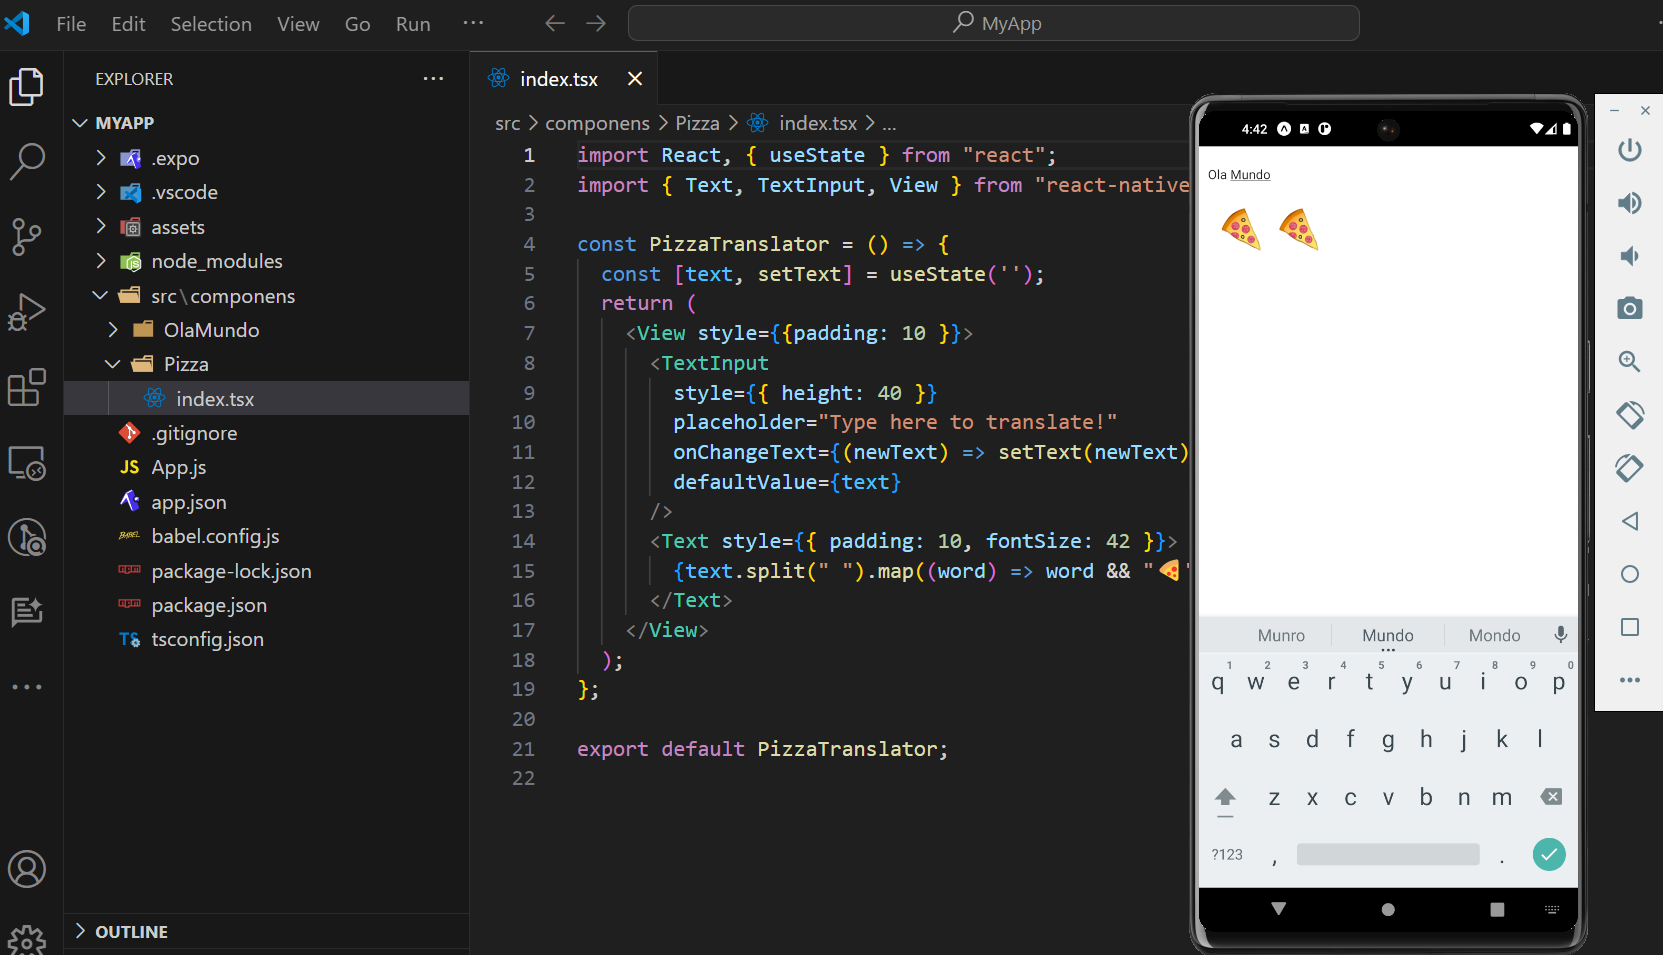 File Edit Selection View Go Run ··· MyApp
EXPLORER ···
MYAPP
.expo
.vscode
assets
node_modules
src\componens
OlaMundo
Pizza
index.tsx
.gitignore
JS App.js
app.json
BABEL babel.config.js
package-lock.json
package.json
TS tsconfig.json
OUTLINE
index.tsx
src > componens > Pizza > index.tsx > ...
1 import React, { useState } from "react";
2 import { Text, TextInput, View } from "react-native
3
4 const PizzaTranslator = () => {
5 const [text, setText] = useState('');
6 return (
7 <View style={{padding: 10 }}>
8 <TextInput
9 style={{ height: 40 }}
10 placeholder="Type here to translate!"
11 onChangeText={(newText) => setText(newText)
12 defaultValue={text}
13 />
14 <Text style={{ padding: 10, fontSize: 42 }}>
15 {text.split(" ").map((word) => word && "🍕"
16 </Text>
17 </View>
18 );
19 };
20
21 export default PizzaTranslator;
22
4:42
Ola Mundo
🍕 🍕
Munro Mundo Mondo
1 2 3 4 5 6 7 8 9 0
q w e r t y u i o p
a s d f g h j k l
z x c v b n m
?123 , .